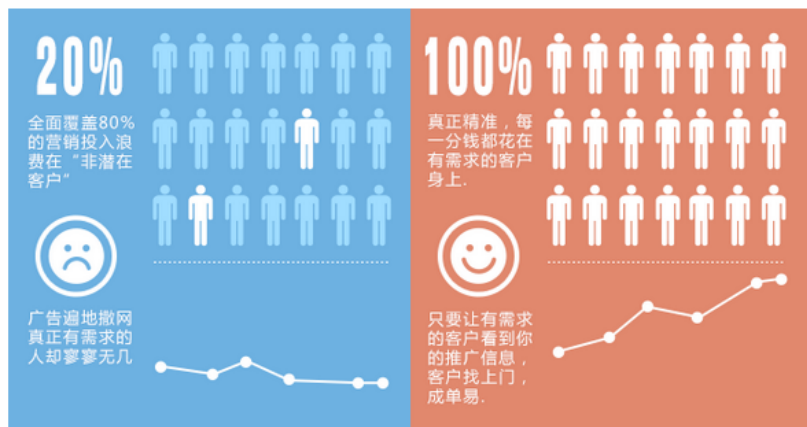 20%
全面覆盖80%
的营销投入浪
费在“非潜在
客户”
广告遍地撒网
真正有需求的
人却寥寥无几
100%
真正精准，每
一分钱都花在
有需求的客户
身上.
只要让有需求
的客户看到你
的推广信息，
客户找上门，
成单易.